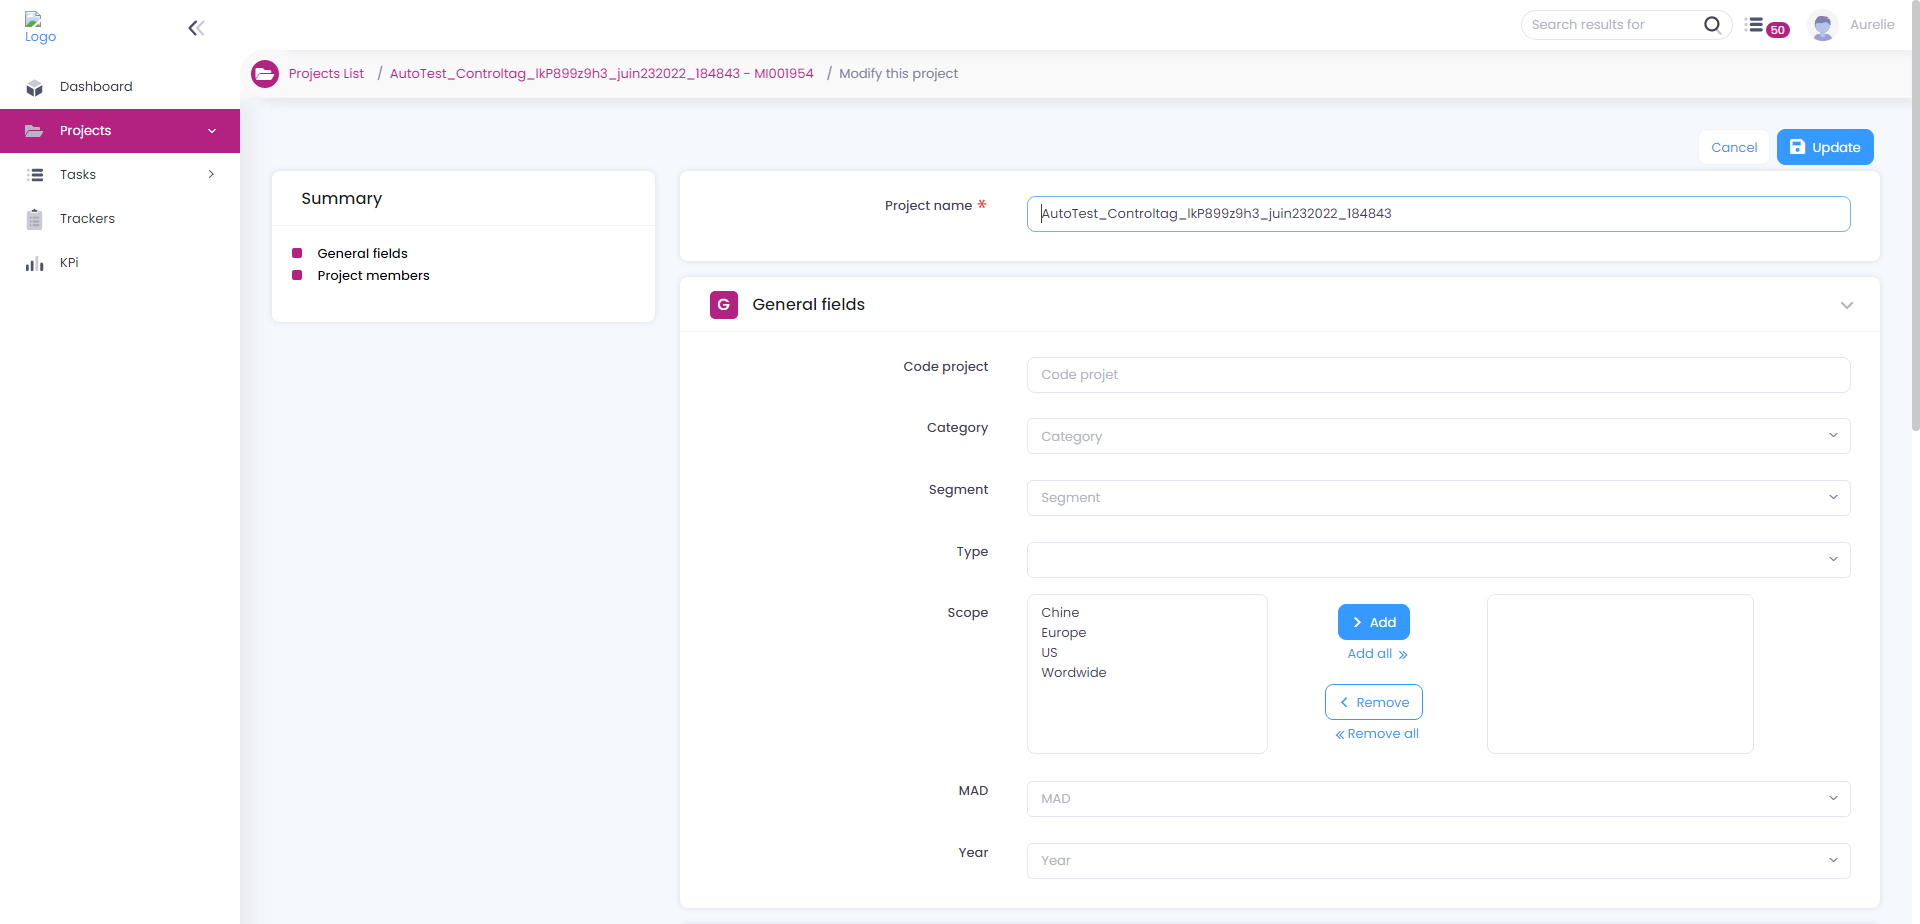 Logo
Search results for
50
Aurelie
Projects List / AutoTest_Controltag_lkP899z9h3_juin232022_184843 - MI001954 / Modify this project
Dashboard
Projects
Tasks
Trackers
KPi
Cancel
Update
Summary
General fields
Project members
Project name *
AutoTest_Controltag_lkP899z9h3_juin232022_184843
G
General fields
Code project
Code projet
Category
Category
Segment
Segment
Type
Scope
Chine
Europe
US
Wordwide
Add
Add all
Remove
Remove all
MAD
MAD
Year
Year